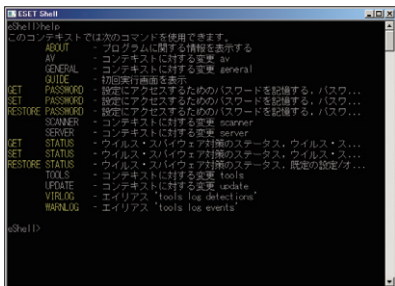 ESET Shell
eShell>help
このコンテキストでは次のコマンドを使用できます。
ABOUT - プログラムに関する情報を表示する
AV - コンテキストに対する変更 av
GENERAL - コンテキストに対する変更 general
GUIDE - 初回実行画面を表示
GET PASSWORD - 設定にアクセスするためのパスワードを記憶する。パスワ...
SET PASSWORD - 設定にアクセスするためのパスワードを記憶する。パスワ...
RESTORE PASSWORD - 設定にアクセスするためのパスワードを記憶する。パスワ...
SCANNER - コンテキストに対する変更 scanner
SERVER - コンテキストに対する変更 server
GET STATUS - ウイルス・スパイウェア対策のステータス。ウイルス・ス...
SET STATUS - ウイルス・スパイウェア対策のステータス。ウイルス・ス...
RESTORE STATUS - ウイルス・スパイウェア対策のステータス。既定の設定/オ...
TOOLS - コンテキストに対する変更 tools
UPDATE - コンテキストに対する変更 update
VIRLOG - エイリアス 'tools log detections'
WARNLOG - エイリアス 'tools log events'
eShell>